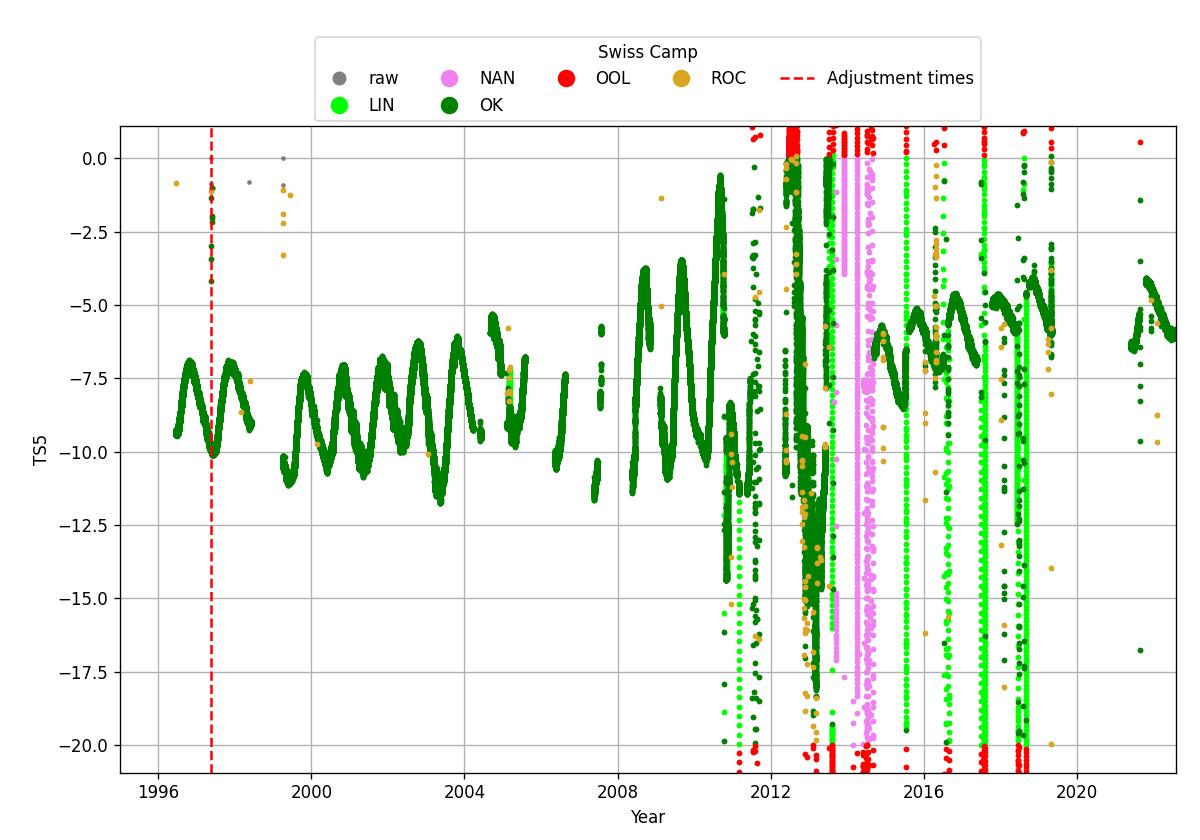 Swiss Camp
raw NAN OOL ROC Adjustment times
LIN OK
0.0
−2.5
−5.0
−7.5
−10.0
−12.5
−15.0
−17.5
−20.0
TS5
1996 2000 2004 2008 2012 2016 2020
Year